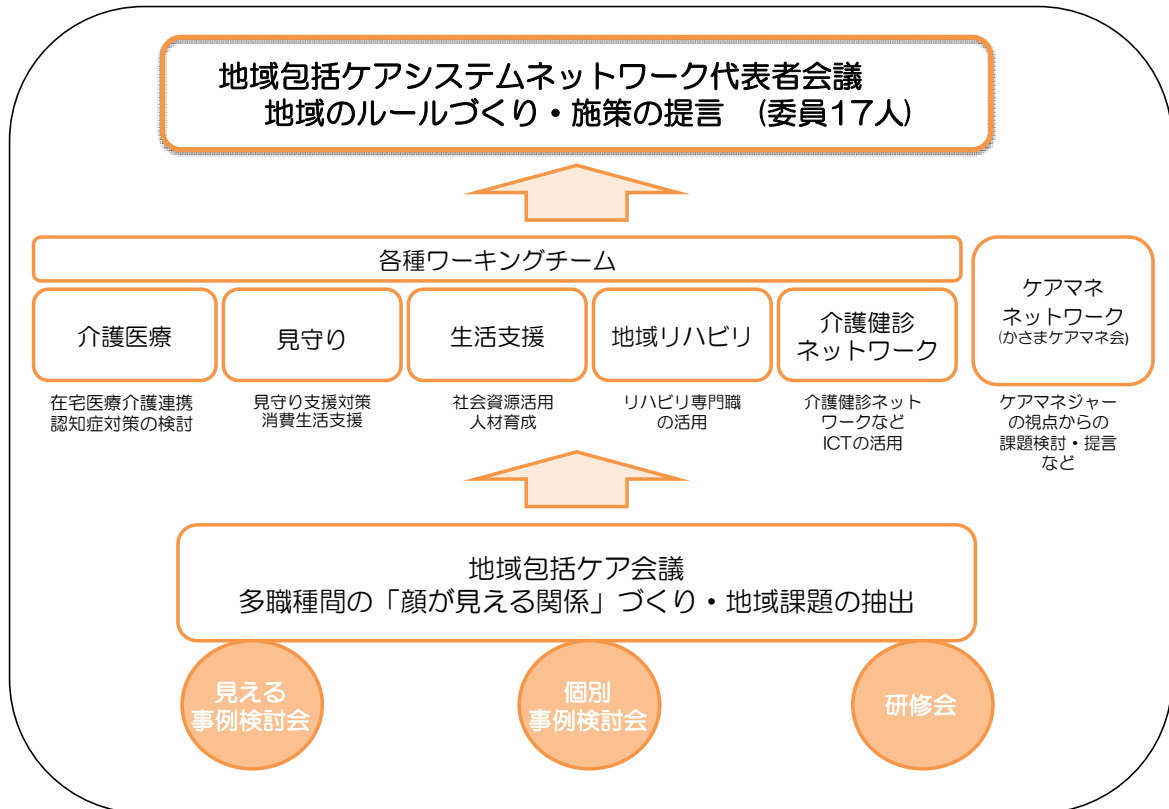 地域包括ケアシステムネットワーク代表者会議
地域のルールづくり・施策の提言　(委員17人)
各種ワーキングチーム
介護医療
見守り
生活支援
地域リハビリ
介護健診
ネットワーク
ケアマネ
ネットワーク
(かさまケアマネ会)
在宅医療介護連携
認知症対策の検討
見守り支援対策
消費生活支援
社会資源活用
人材育成
リハビリ専門職
の活用
介護健診ネット
ワークなど
ICTの活用
ケアマネジャー
の視点からの
課題検討・提言
など
地域包括ケア会議
多職種間の「顔が見える関係」づくり・地域課題の抽出
見える
事例検討会
個別
事例検討会
研修会